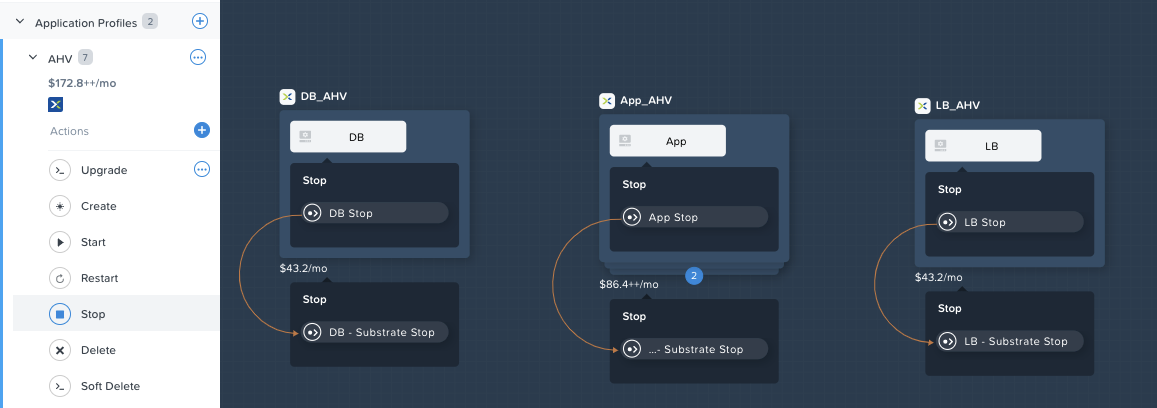 Application Profiles 2
AHV 7
$172.8++/mo
Actions
Upgrade
Create
Start
Restart
Stop
Delete
Soft Delete
DB_AHV
DB
Stop
DB Stop
$43.2/mo
Stop
DB - Substrate Stop
App_AHV
App
Stop
App Stop
2
$86.4++/mo
Stop
...- Substrate Stop
LB_AHV
LB
Stop
LB Stop
$43.2/mo
Stop
LB - Substrate Stop